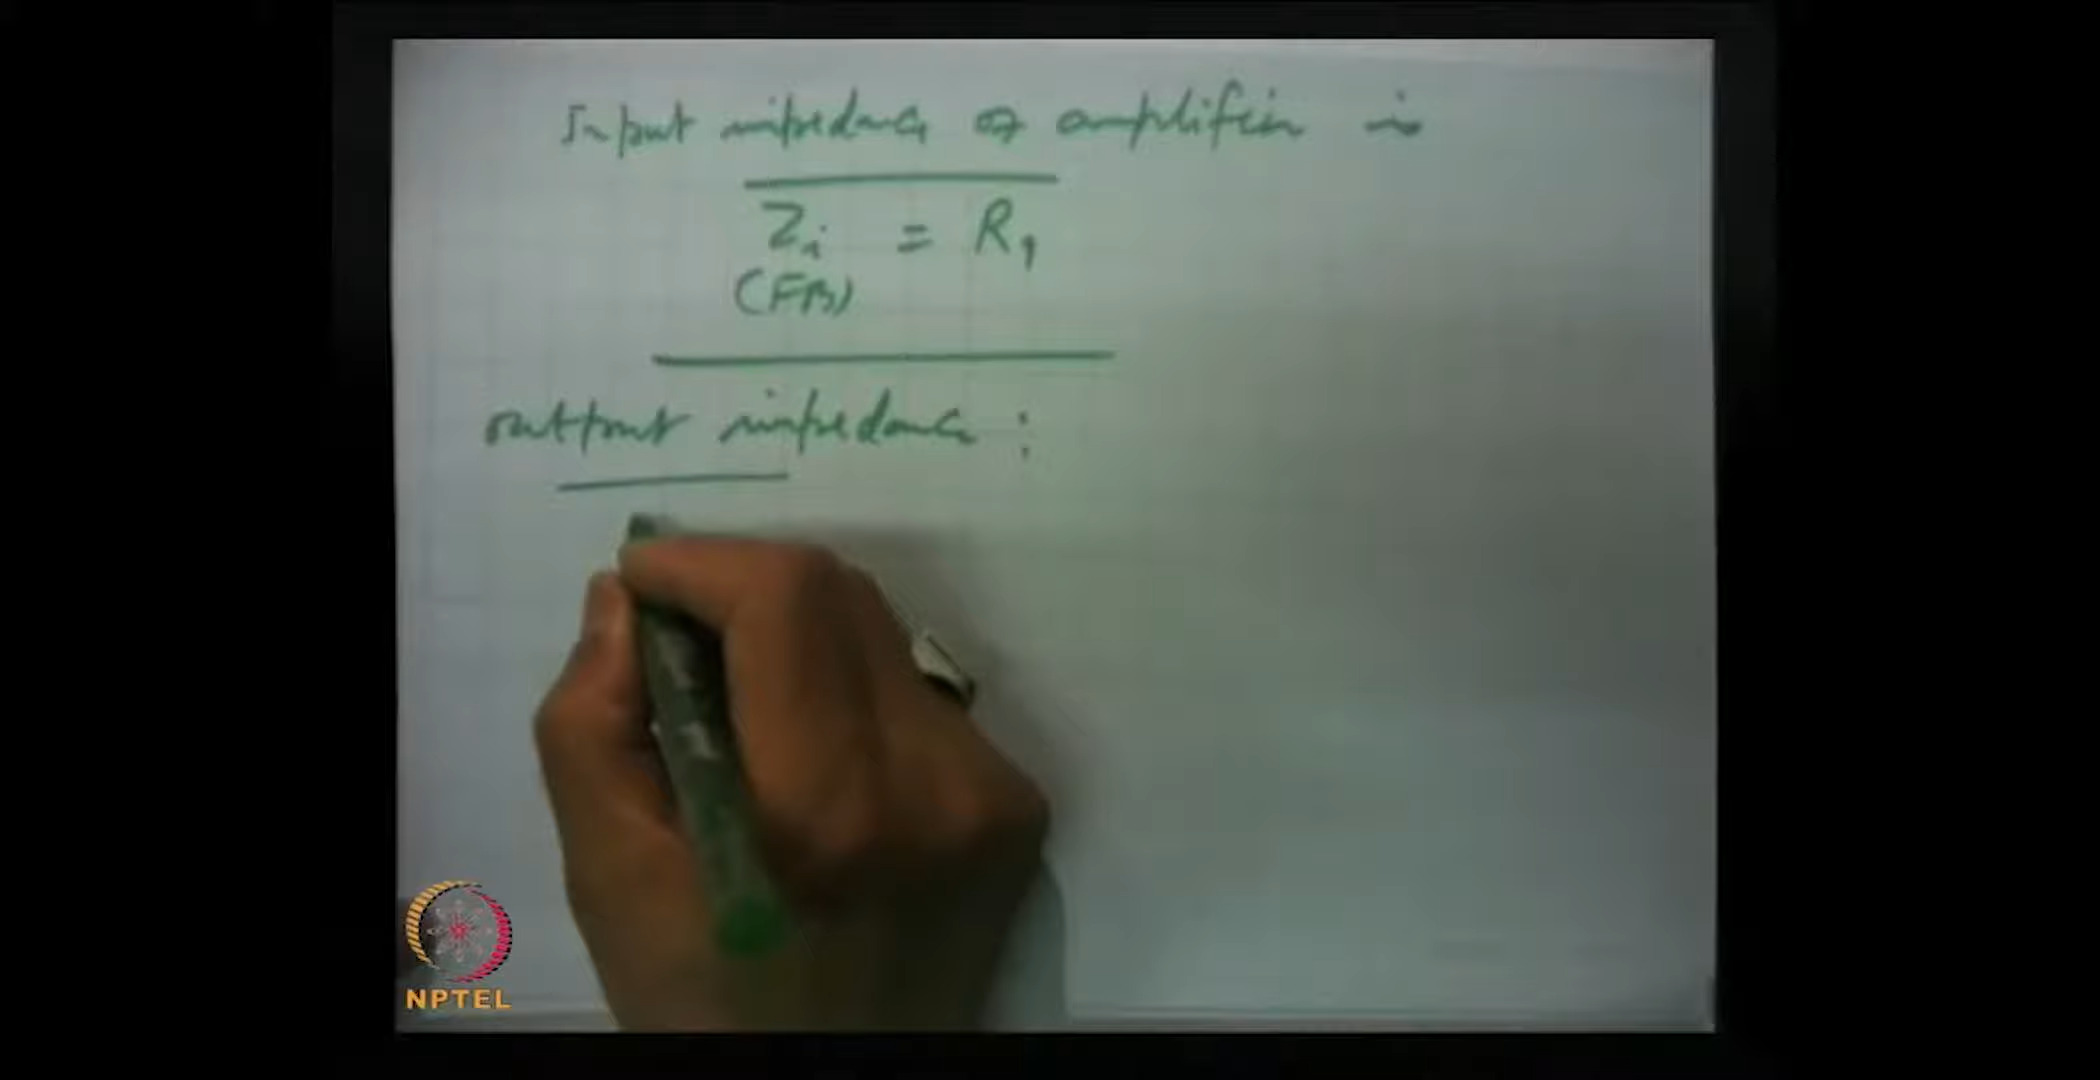 Input impedance of amplifier is
Zi = R1
(FB)
output impedance :
NPTEL